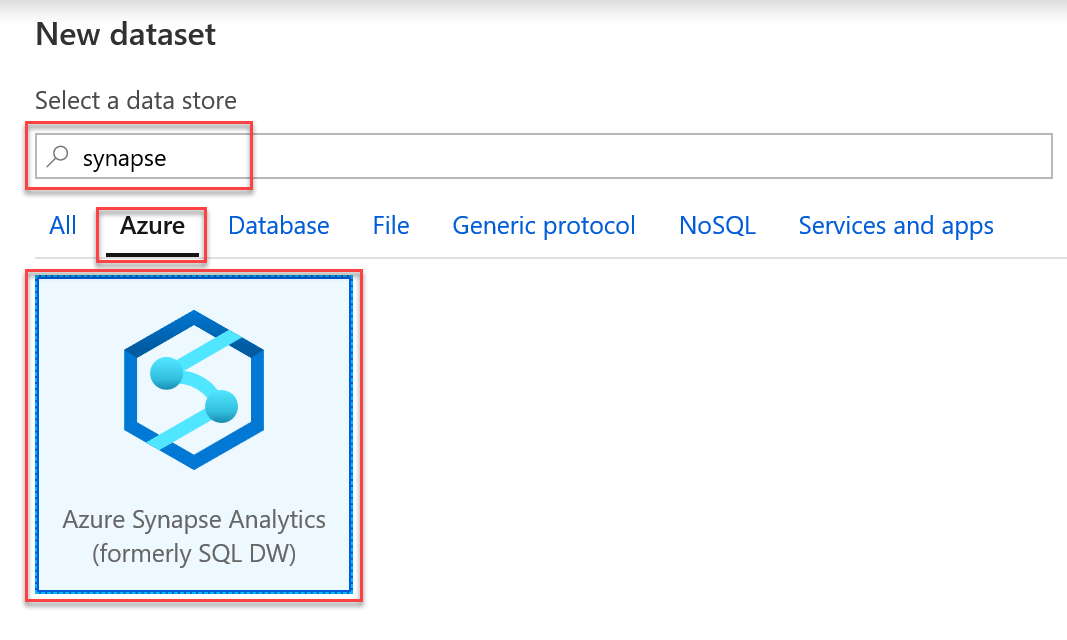 New dataset
Select a data store
synapse
All Azure Database File Generic protocol NoSQL Services and apps
Azure Synapse Analytics
(formerly SQL DW)